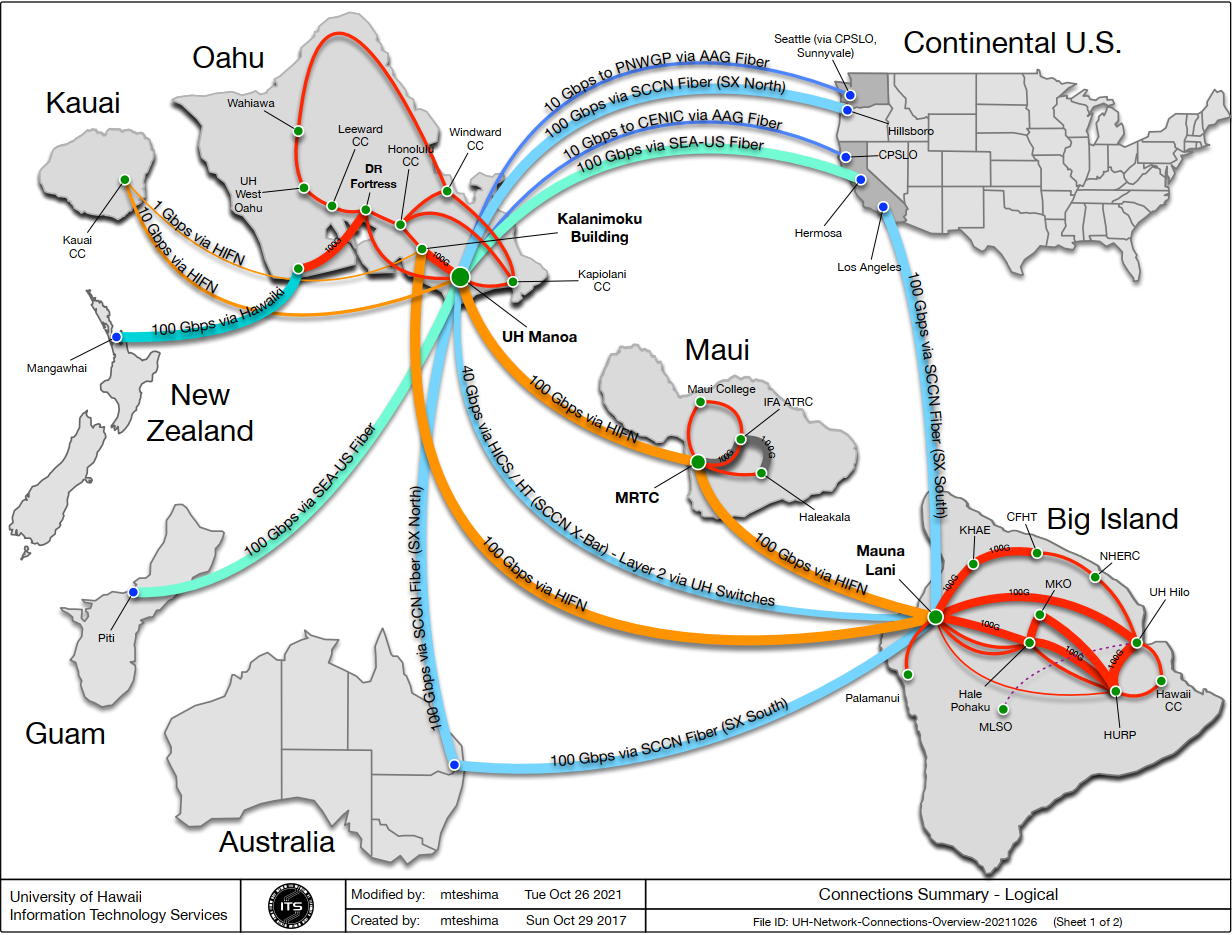 Oahu
Kauai
Continental U.S.
Seattle (via CPSLO,
Sunnyvale)
10 Gbps to PNWGP via AAG Fiber
100 Gbps via SCCN Fiber (SX North)
10 Gbps to CENIC via AAG Fiber
100 Gbps via SEA-US Fiber
Hillsboro
CPSLO
Hermosa
Los Angeles
Wahiawa
Leeward
CC
Honolulu
CC
Windward
CC
DR
Fortress
UH
West
Oahu
Kalanimoku
Building
Kauai
CC
1 Gbps via HIFN
10 Gbps via HIFN
100G
100G
Kapiolani
CC
UH Manoa
100 Gbps via Hawaiki
Mangawhai
New
Zealand
100 Gbps via SEA-US Fiber
Maui
Maui College
IFA ATRC
100G
100G
MRTC
Haleakala
100 Gbps via HIFN
40 Gbps via HICS / HT (SCCN X-Bar) - Layer 2 via UH Switches
100 Gbps via HIFN
100 Gbps via HIFN
100 Gbps via SCCN Fiber (SX South)
100 Gbps via SCCN Fiber (SX North)
100 Gbps via SCCN Fiber (SX South)
Big Island
Mauna
Lani
KHAE
CFHT
NHERC
MKO
UH Hilo
100G
100G
100G
100G
100G
100G
Palamanui
Hale
Pohaku
MLSO
HURP
Hawaii
CC
Piti
Guam
Australia
University of Hawaii
Information Technology Services
ITS
Modified by: mteshima Tue Oct 26 2021
Created by: mteshima Sun Oct 29 2017
Connections Summary - Logical
File ID: UH-Network-Connections-Overview-20211026 (Sheet 1 of 2)